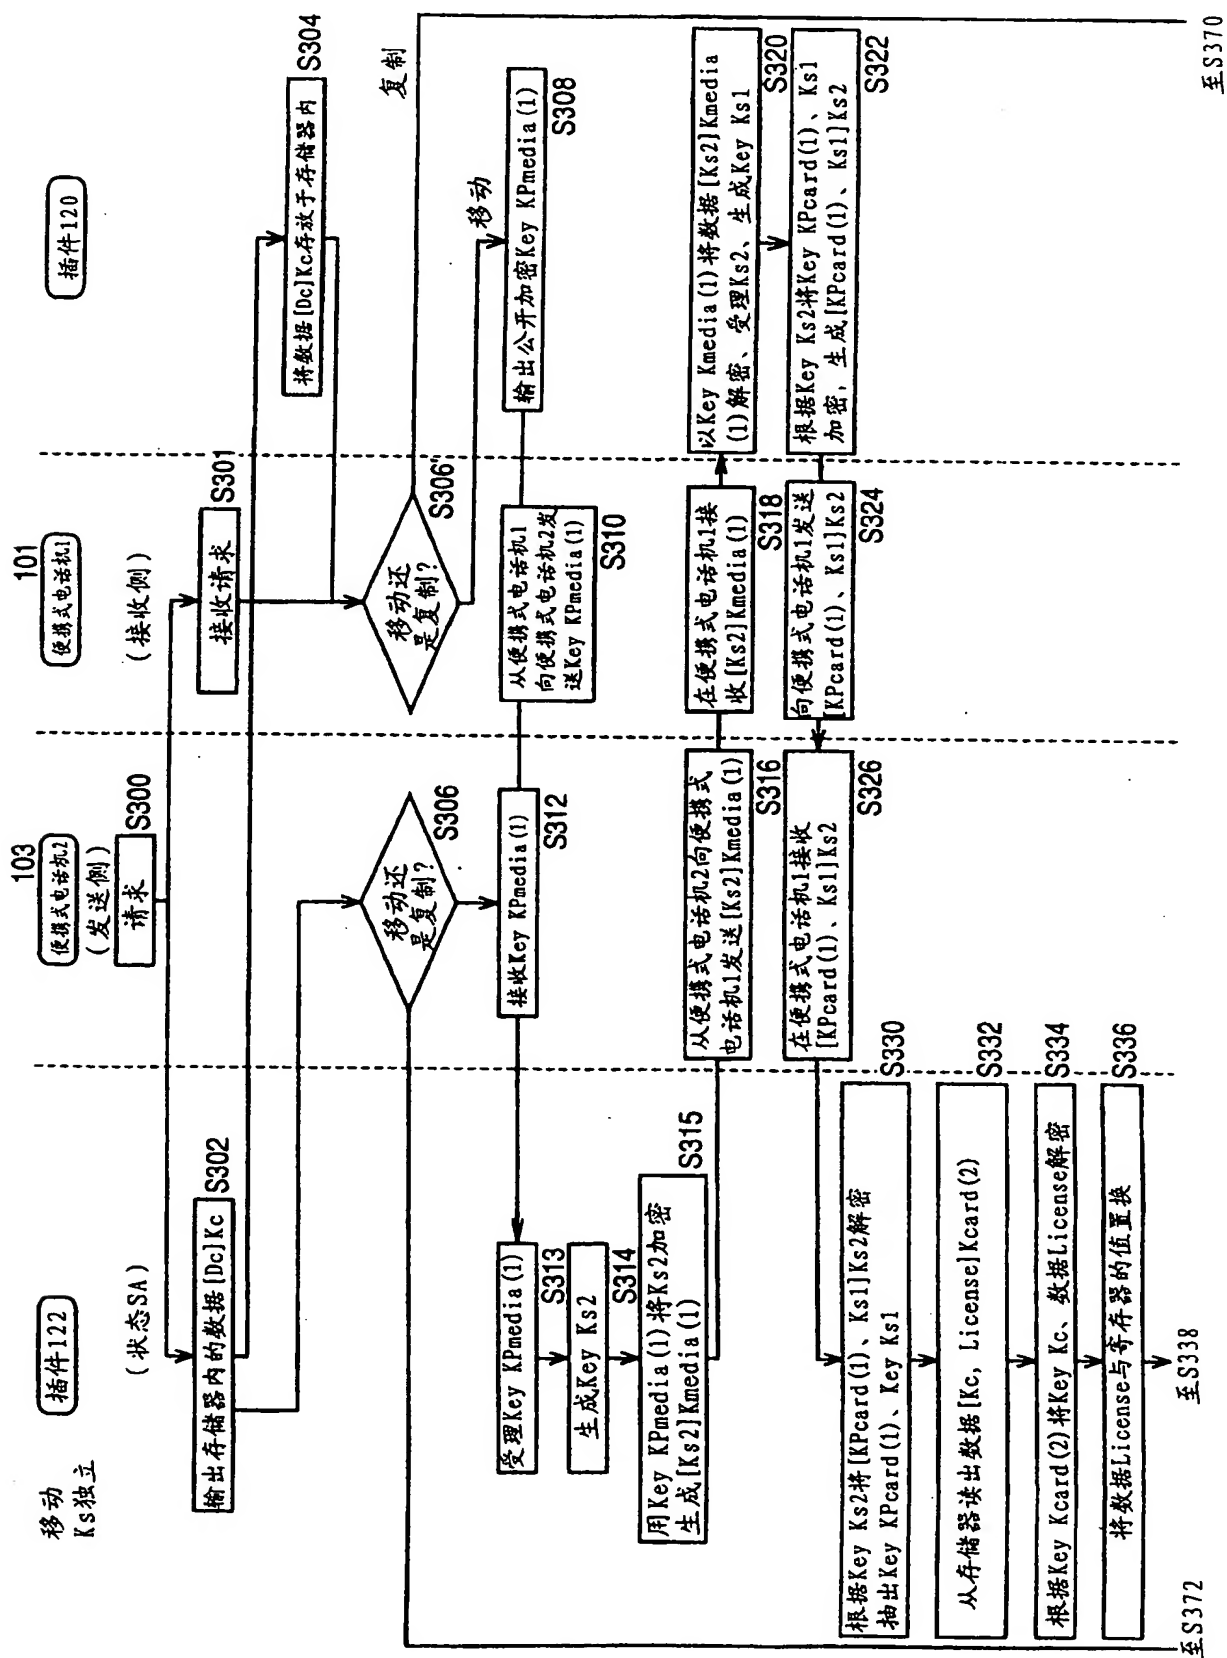 移动
Ks独立
插件122
(状态SA)
103
便携式电话机2
(发送侧)
101
便携式电话机1
(接收侧)
插件120
请求
S300
接收请求
S301
输出存储器内的数据[Dc]Kc
S302
将数据[Dc]Kc存放于存储器内
S304
移动还
是复制?
S306
移动还
是复制?
S306'
复制
移动
输出公开加密Key KPmedia(1)
S308
从便携式电话机1
向便携式电话机2发
送Key KPmedia(1)
S310
接收Key KPmedia(1)
S312
受理Key KPmedia(1)
S313
生成Key Ks2
S314
用Key KPmedia(1)将Ks2加密
生成[Ks2]Kmedia(1)
S315
从便携式电话机2向便携式
电话机1发送[Ks2]Kmedia(1)
S316
在便携式电话机1接
收[Ks2]Kmedia(1)
S318
以Key Kmedia(1)将数据[Ks2]Kmedia
(1)解密、受理Ks2、生成Key Ks1
S320
根据Key Ks2将Key KPcard(1)、Ks1
加密，生成[KPcard(1)、Ks1]Ks2
S322
向便携式电话机1发送
[KPcard(1)、Ks1]Ks2
S324
在便携式电话机1接收
[KPcard(1)、Ks1]Ks2
S326
根据Key Ks2将[KPcard(1)、Ks1]Ks2解密
抽出Key KPcard(1)、Key Ks1
S330
从存储器读出数据[Kc, License]Kcard(2)
S332
根据Key Kcard(2)将Key Kc、数据License解密
S334
将数据License与寄存器的值置换
S336
至S372
至S338
至S370